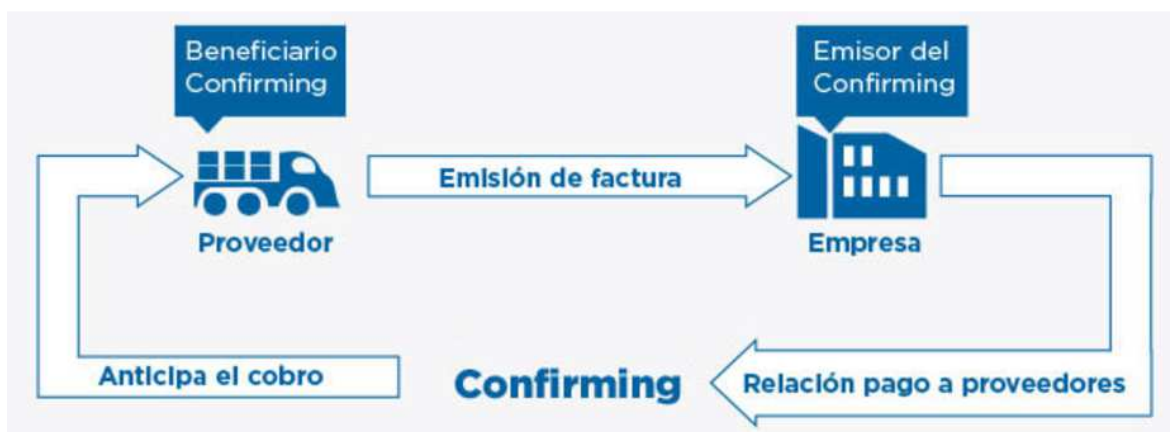 Beneficiario
Confirming
Emisor del
Confirming
Emisión de factura
Proveedor
Empresa
Anticipa el cobro
Confirming
Relación pago a proveedores